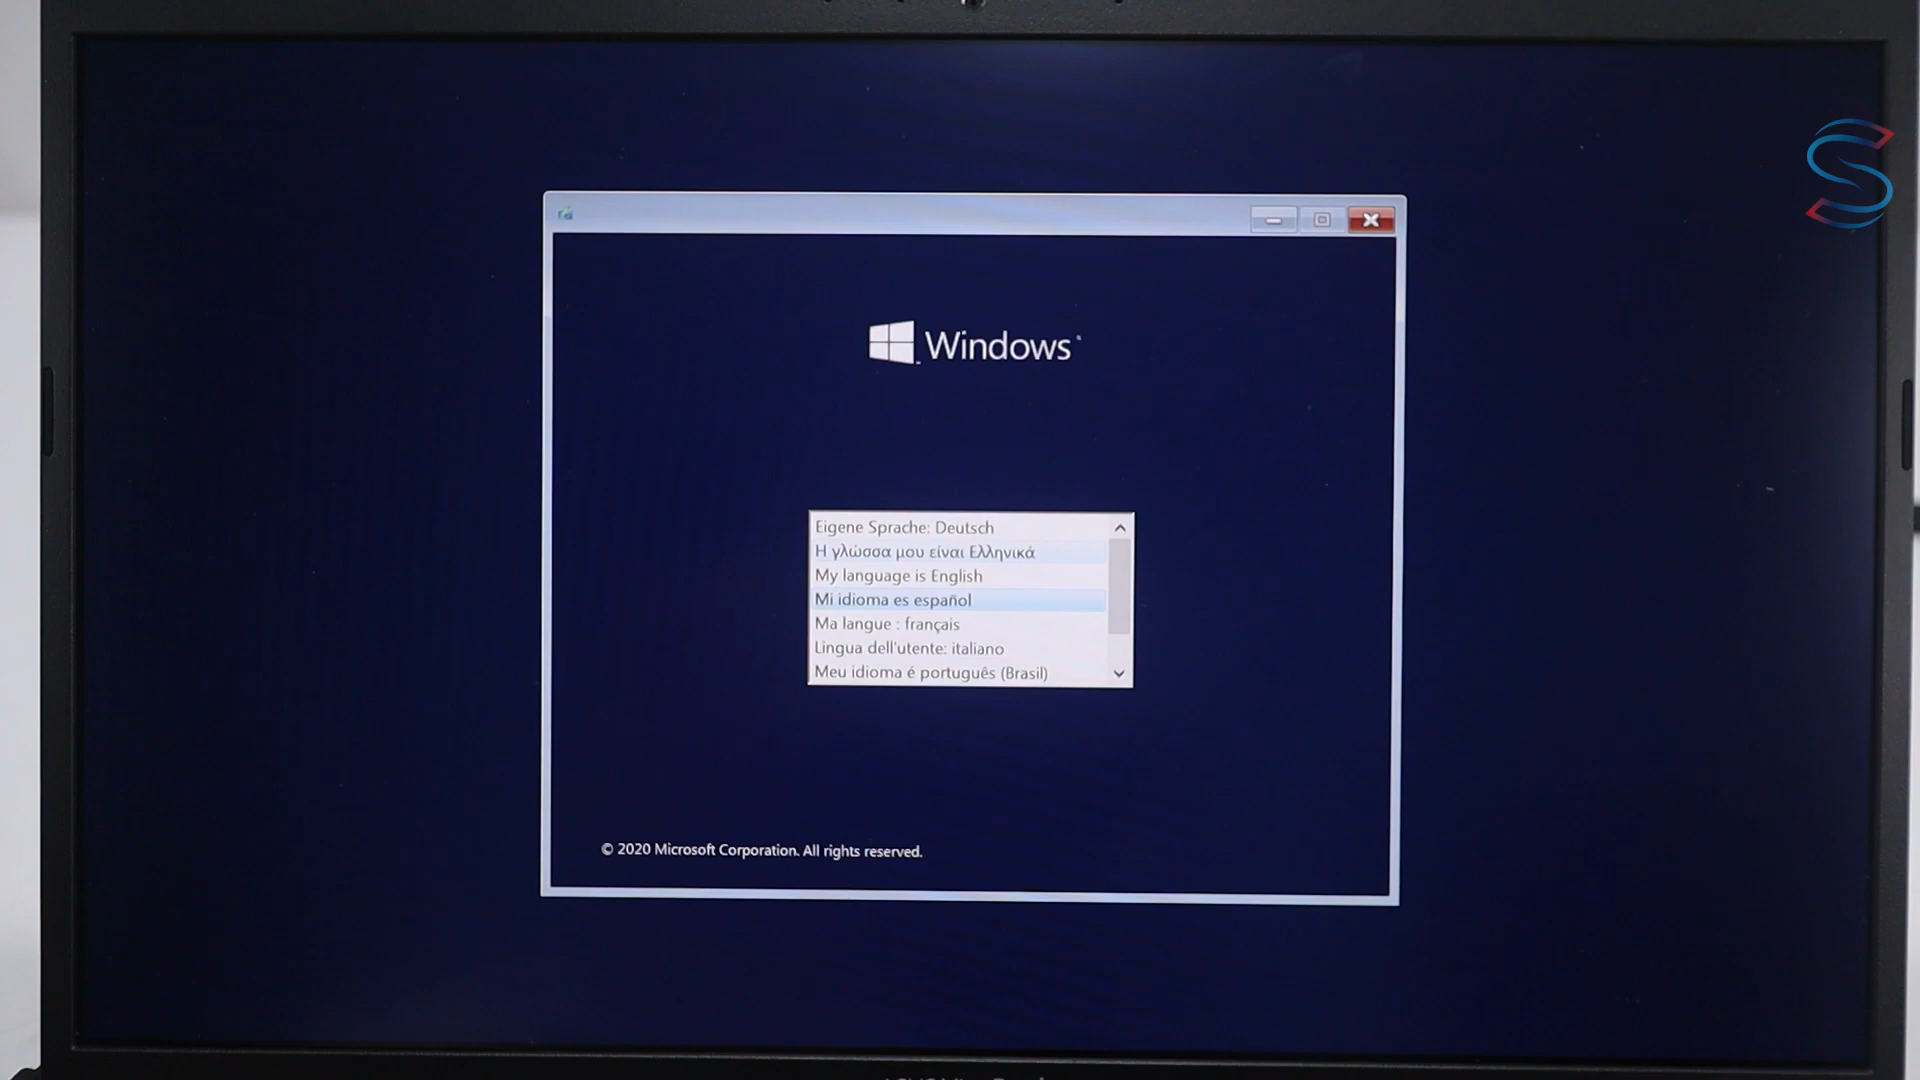 Windows
Eigene Sprache: Deutsch
Η γλώσσα μου είναι Ελληνικά
My language is English
Mi idioma es español
Ma langue : français
Lingua dell'utente: italiano
Meu idioma é português (Brasil)
© 2020 Microsoft Corporation. All rights reserved.